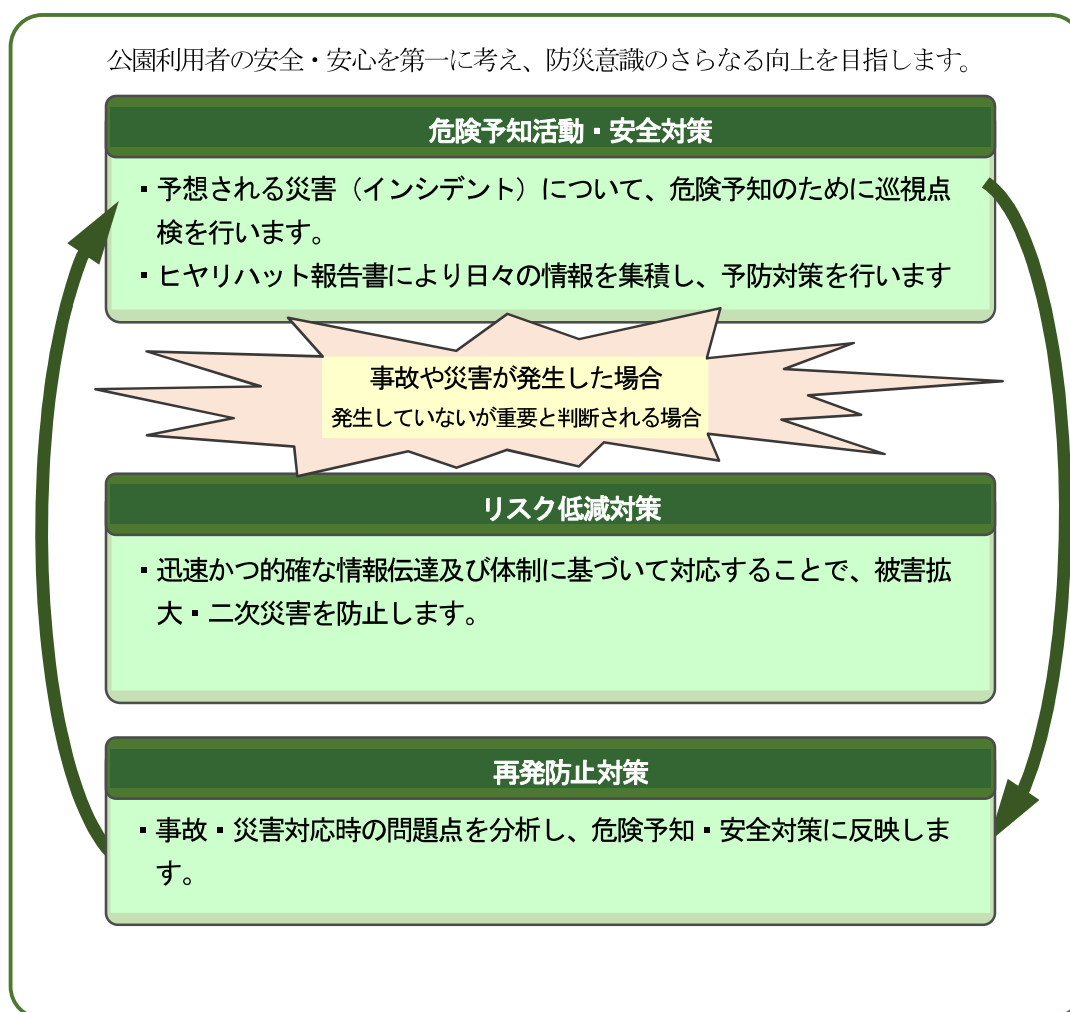 公園利用者の安全・安心を第一に考え、防災意識のさらなる向上を目指します。
危険予知活動・安全対策
・予想される災害（インシデント）について、危険予知のために巡視点
検を行います。
・ヒヤリハット報告書により日々の情報を集積し、予防対策を行います
事故や災害が発生した場合
発生していないが重要と判断される場合
リスク低減対策
・迅速かつ的確な情報伝達及び体制に基づいて対応することで、被害拡
大・二次災害を防止します。
再発防止対策
・事故・災害対応時の問題点を分析し、危険予知・安全対策に反映しま
す。